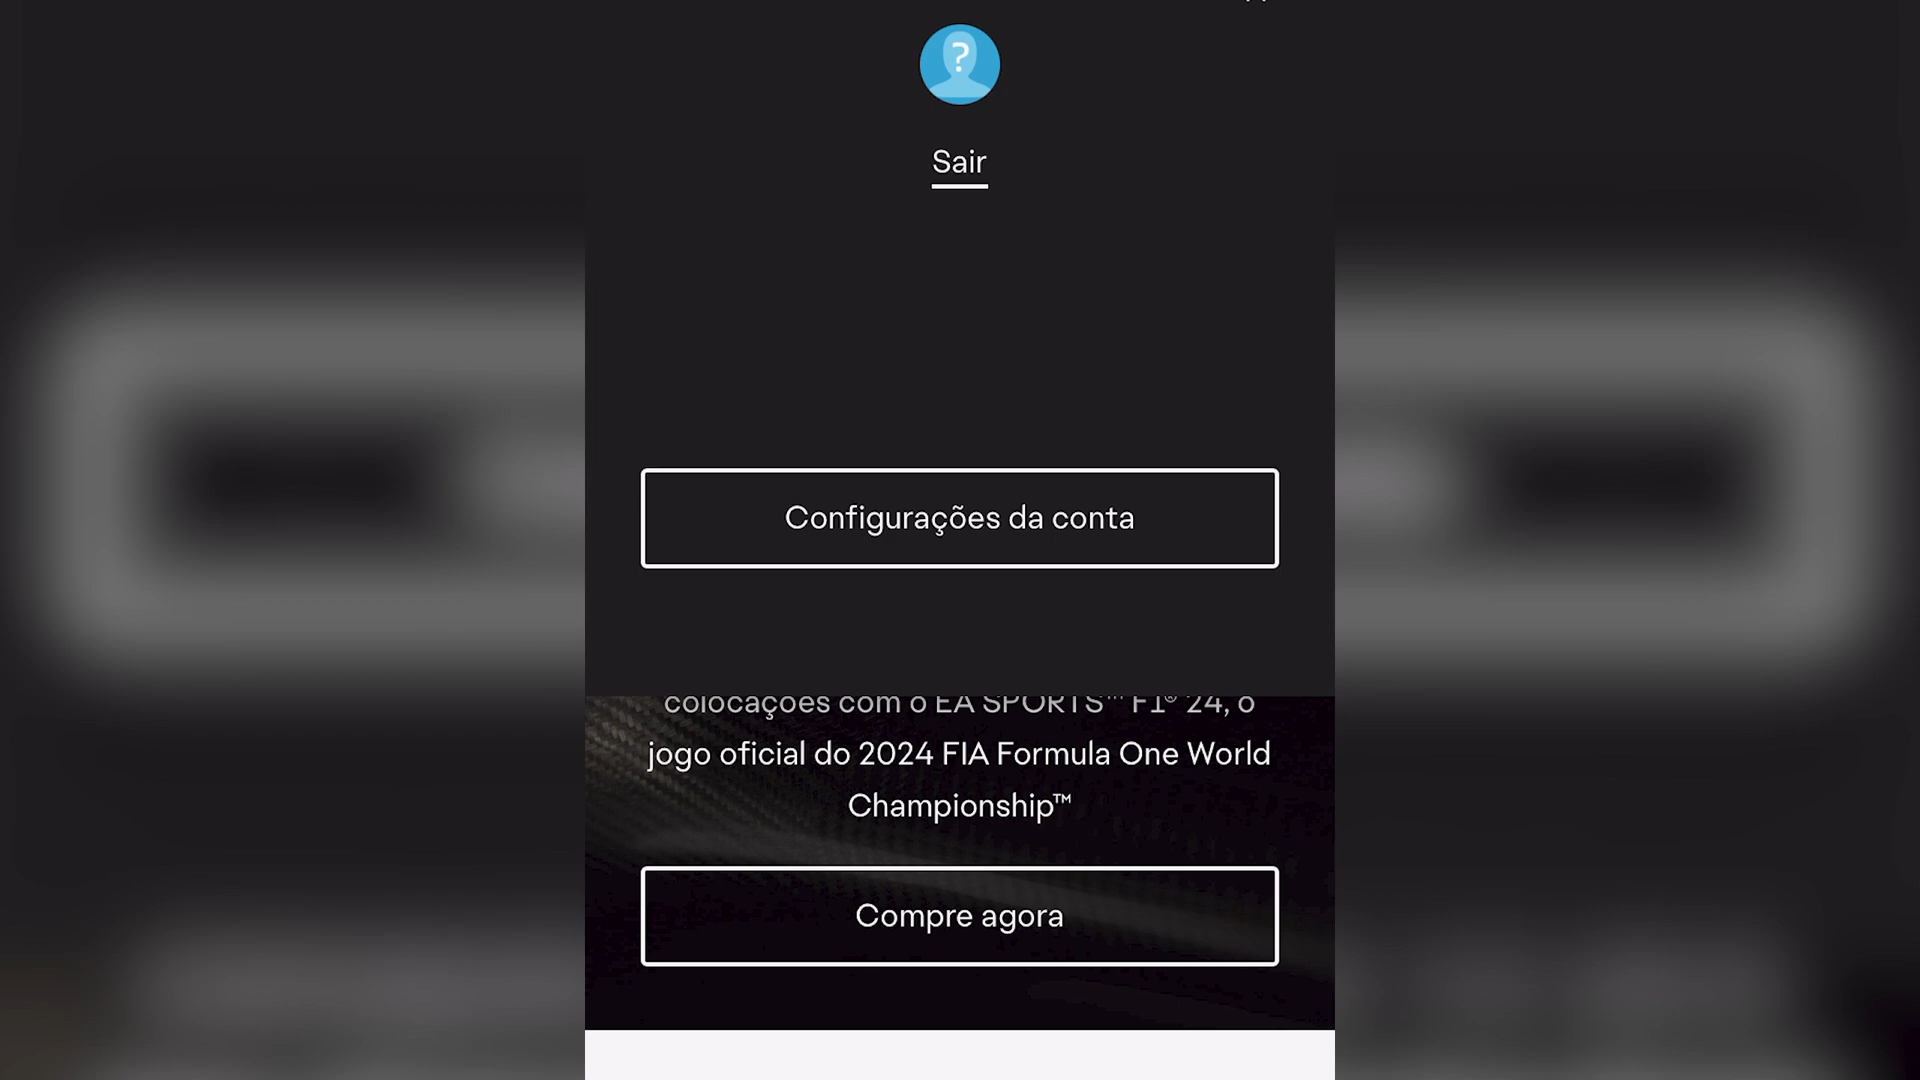 ?
Sair
Configurações da conta
colocações com o EA SPORTS™ F1® 24, o
jogo oficial do 2024 FIA Formula One World
Championship™
Compre agora